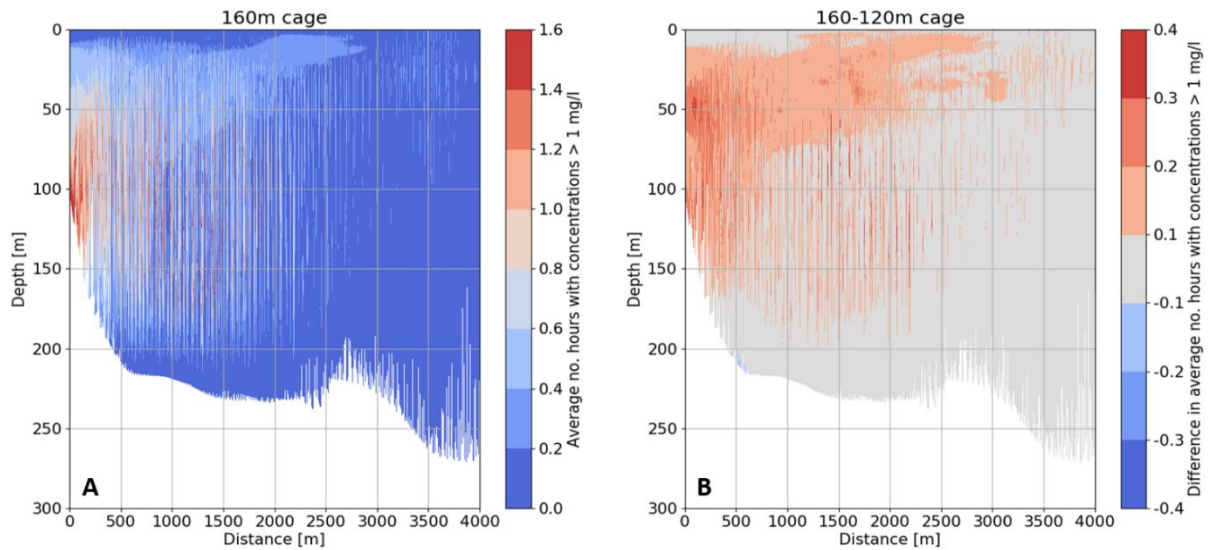 160m cage
0
50
100
150
200
250
300
Depth [m]
0 500 1000 1500 2000 2500 3000 3500 4000
Distance [m]
A
1.6
1.4
1.2
1.0
0.8
0.6
0.4
0.2
0.0
Average no. hours with concentrations > 1 mg/l
160-120m cage
0
50
100
150
200
250
300
Depth [m]
0 500 1000 1500 2000 2500 3000 3500 4000
Distance [m]
B
0.4
0.3
0.2
0.1
-0.1
-0.2
-0.3
-0.4
Difference in average no. hours with concentrations > 1 mg/l